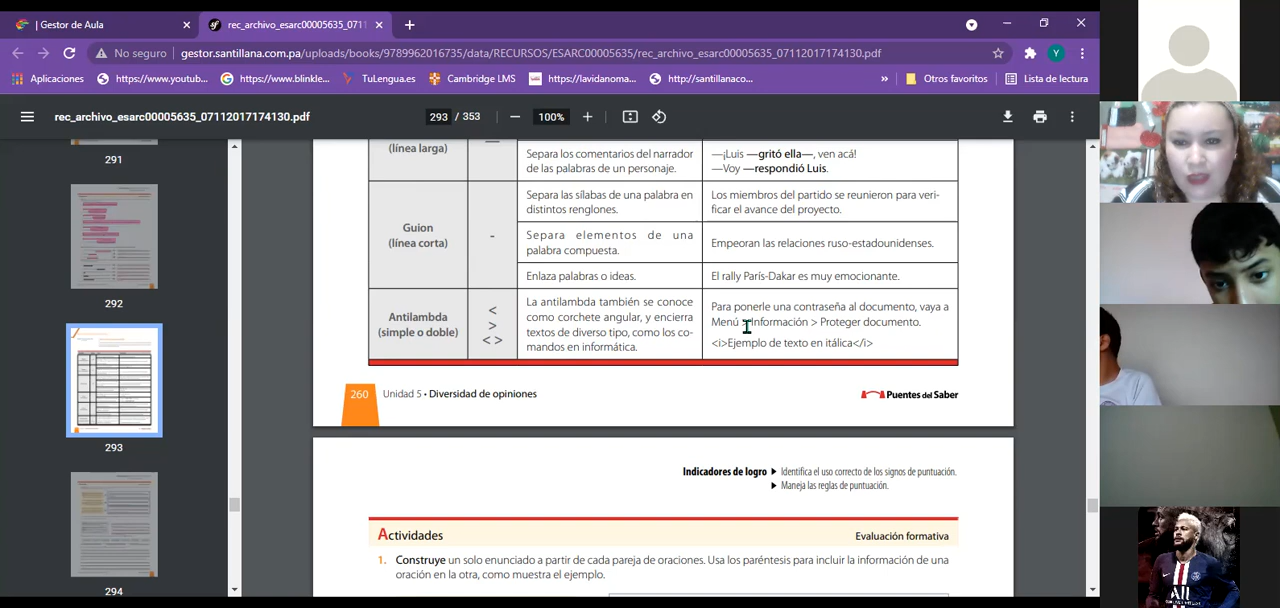 | Gestor de Aula
rec_archivo_esarc00005635_0711
No seguro
gestor.santillana.com.pa/uploads/books/9789962016735/data/RECURSOS/ESARC00005635/rec_archivo_esarc00005635_07112017174130.pdf
Y
Aplicaciones
https://www.youtub...
https://www.blinkle...
TuLengua.es
Cambridge LMS
https://lavidanoma...
http://santillanaco...
»
Otros favoritos
Lista de lectura
rec_archivo_esarc00005635_07112017174130.pdf
293 / 353
100%
291
292
293
294
(línea larga)
—
Separa los comentarios del narrador
de las palabras de un personaje.
—¡Luis —gritó ella—, ven acá!
—Voy —respondió Luis.
Guion
(línea corta)
-
Separa las sílabas de una palabra en
distintos renglones.
Los miembros del partido se reunieron para veri-
ficar el avance del proyecto.
Separa elementos de una
palabra compuesta.
Empeoran las relaciones ruso-estadounidenses.
Enlaza palabras o ideas.
El rally París-Dakar es muy emocionante.
Antilambda
(simple o doble)
<
>
< >
La antilambda también se conoce
como corchete angular, y encierra
textos de diverso tipo, como los co-
mandos en informática.
Para ponerle una contraseña al documento, vaya a
Menú > Información > Proteger documento.
<i>Ejemplo de texto en itálica</i>
260
Unidad 5 • Diversidad de opiniones
Puentes del Saber
Indicadores de logro ▶ Identifica el uso correcto de los signos de puntuación.
▶ Maneja las reglas de puntuación.
Actividades
Evaluación formativa
1. Construye un solo enunciado a partir de cada pareja de oraciones. Usa los paréntesis para incluir la información de una
oración en la otra, como muestra el ejemplo.